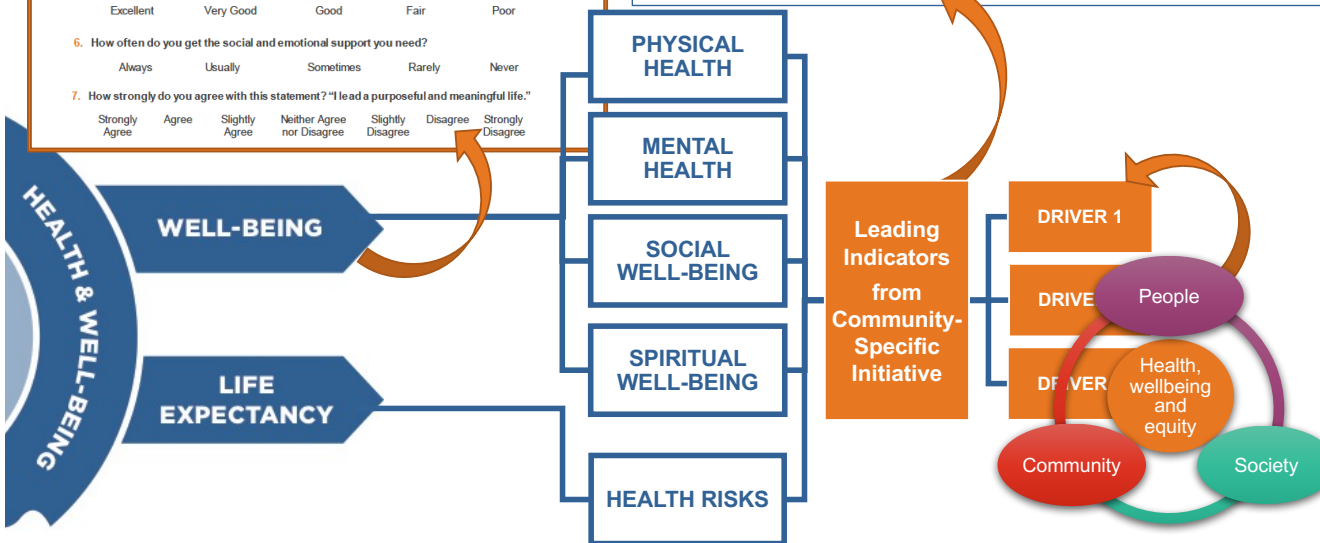 Excellent Very Good Good Fair Poor
6. How often do you get the social and emotional support you need?
Always Usually Sometimes Rarely Never
7. How strongly do you agree with this statement? “I lead a purposeful and meaningful life.”
Strongly Agree Slightly Neither Agree Slightly Disagree Strongly
Agree Agree nor Disagree Disagree Disagree
HEALTH & WELL-BEING
WELL-BEING
LIFE
EXPECTANCY
PHYSICAL
HEALTH
MENTAL
HEALTH
SOCIAL
WELL-BEING
SPIRITUAL
WELL-BEING
HEALTH RISKS
Leading
Indicators
from
Community-
Specific
Initiative
DRIVER 1
DRIVE
DRIVER
People
Health,
wellbeing
and
equity
Community
Society